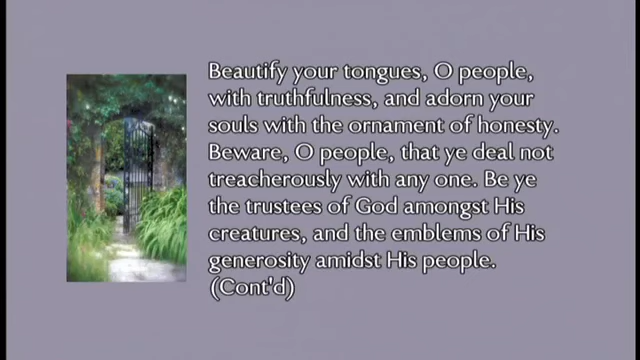 Beautify your tongues, O people,
with truthfulness, and adorn your
souls with the ornament of honesty.
Beware, O people, that ye deal not
treacherously with any one. Be ye
the trustees of God amongst His
creatures, and the emblems of His
generosity amidst His people.
(Cont'd)